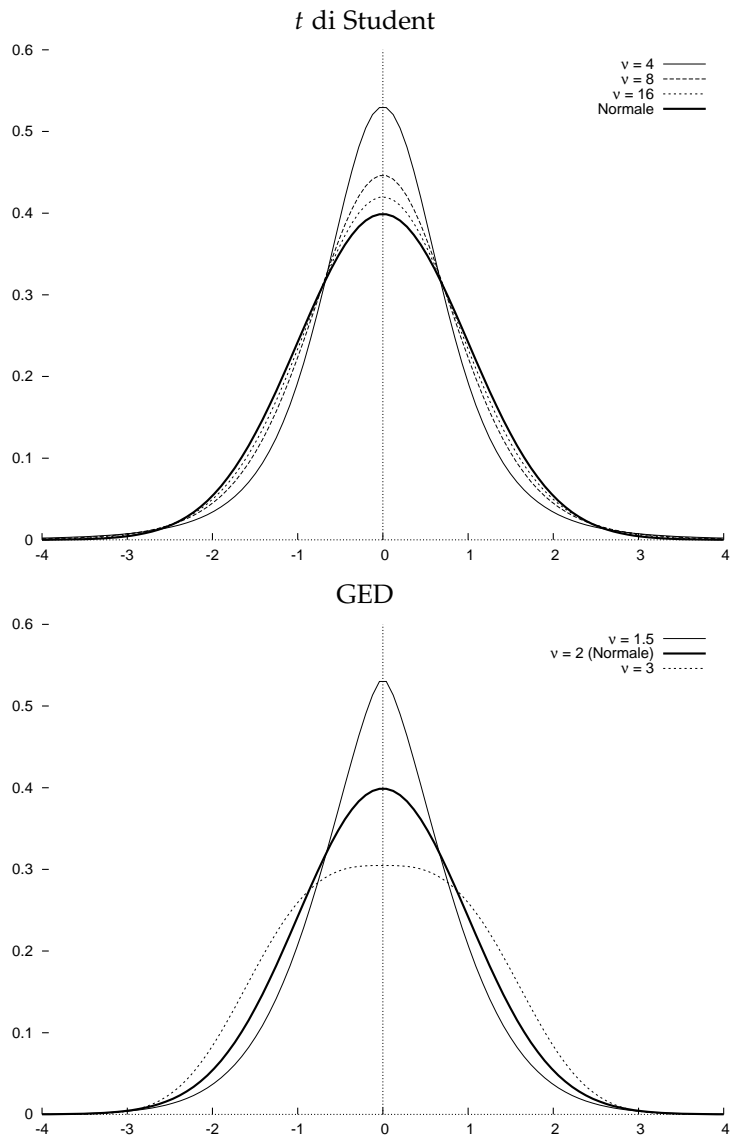 t di Student
0.6
ν = 4
ν = 8
ν = 16
Normale
0.5
0.4
0.3
0.2
0.1
0
-4 -3 -2 -1 0 1 2 3 4
GED
0.6
ν = 1.5
ν = 2 (Normale)
ν = 3
0.5
0.4
0.3
0.2
0.1
0
-4 -3 -2 -1 0 1 2 3 4